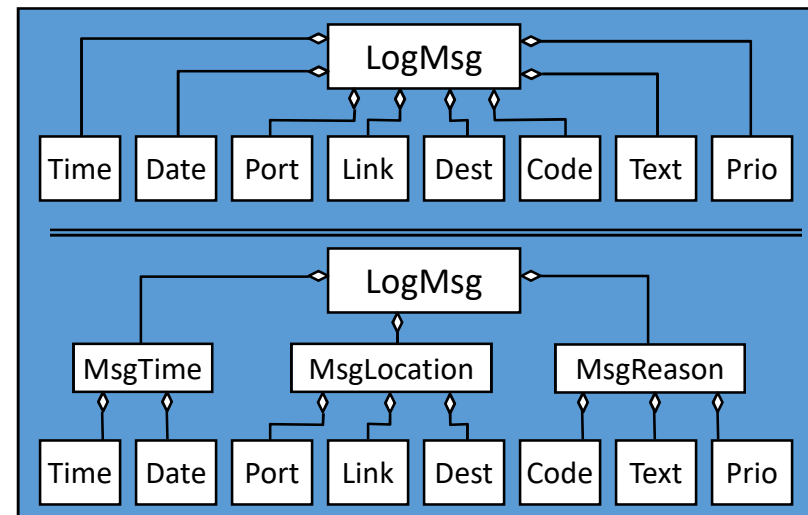 LogMsg
Time Date Port Link Dest Code Text Prio
LogMsg
MsgTime MsgLocation MsgReason
Time Date Port Link Dest Code Text Prio